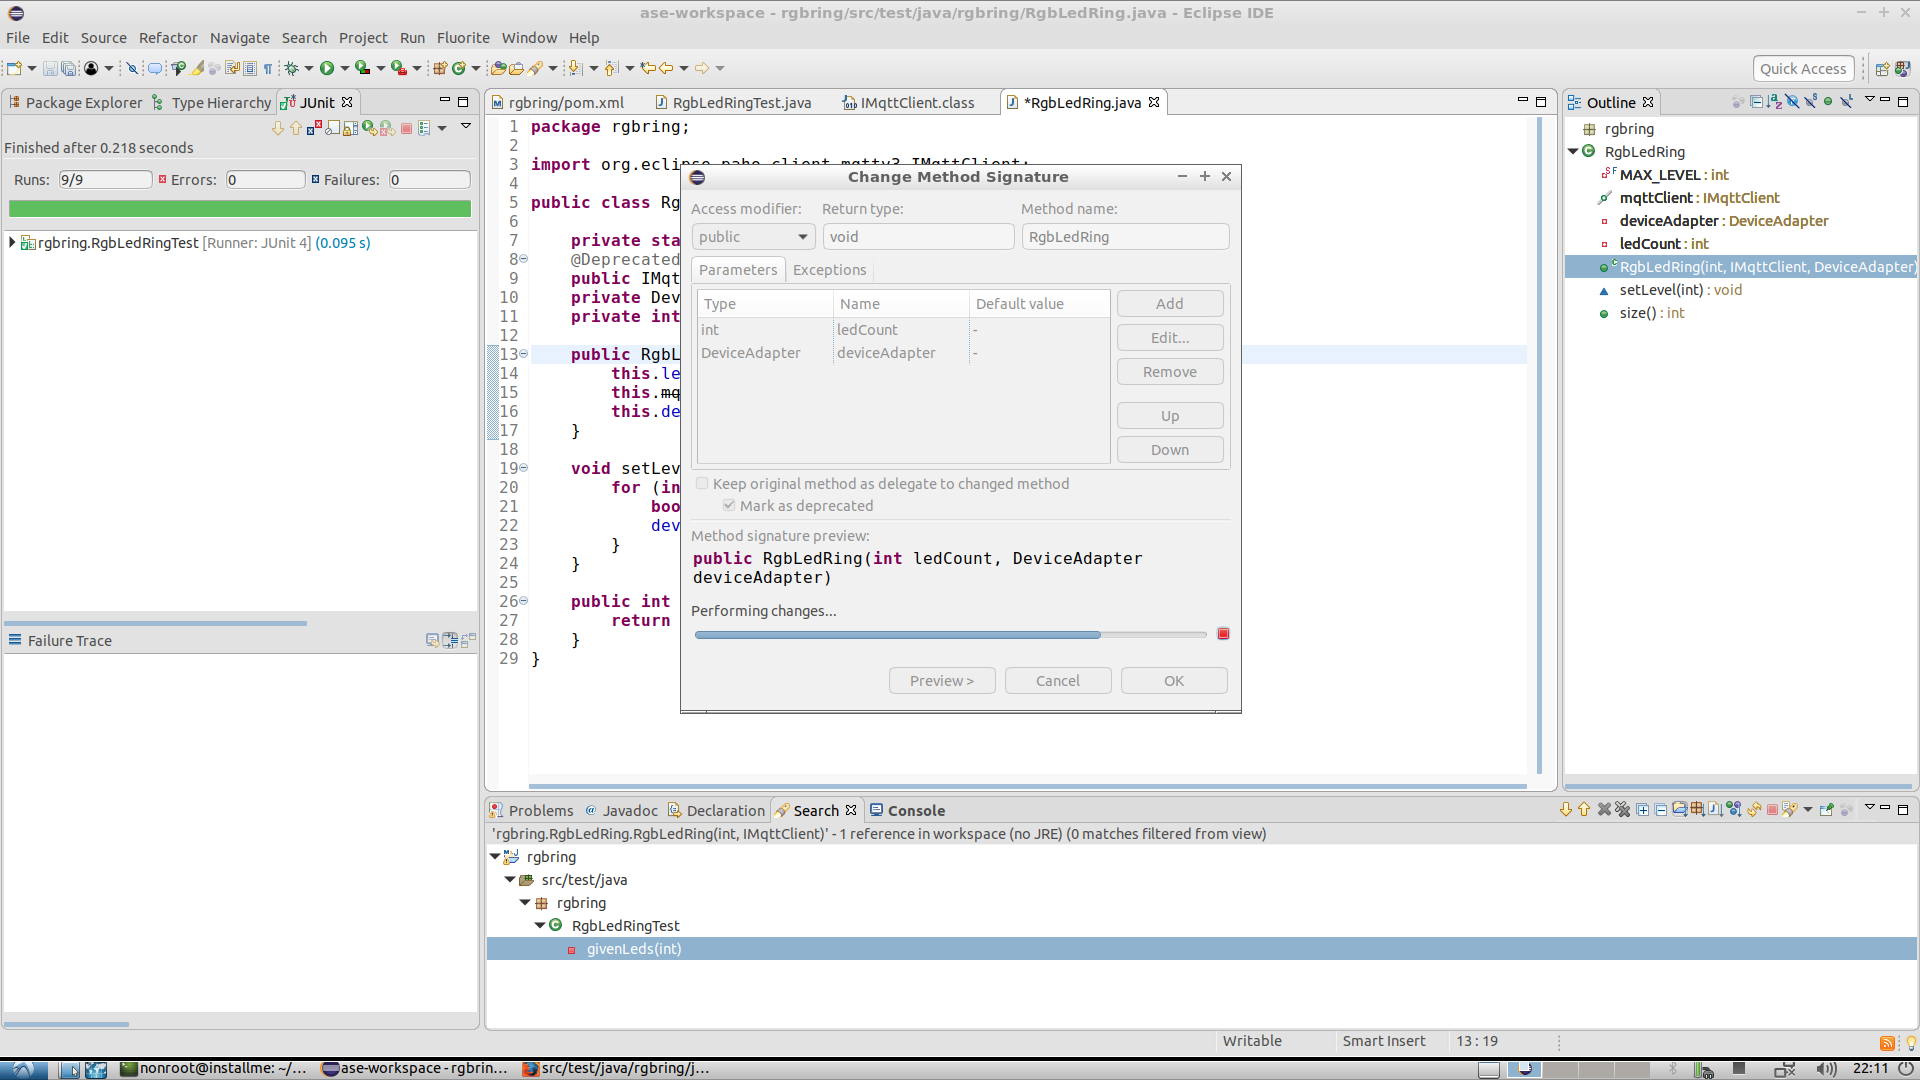 ase-workspace - rgbring/src/test/java/rgbring/RgbLedRing.java - Eclipse IDE
File Edit Source Refactor Navigate Search Project Run Fluorite Window Help
Quick Access
Package Explorer Type Hierarchy JUnit
Finished after 0.218 seconds
Runs: 9/9 Errors: 0 Failures: 0
rgbring.RgbLedRingTest [Runner: JUnit 4] (0.095 s)
Failure Trace
rgbring/pom.xml RgbLedRingTest.java IMqttClient.class *RgbLedRing.java
1 package rgbring;
2
3 import org.eclipse.paho.client.mqttv3.IMqttClient;
4
5 public class Rg
6
7 private sta
8 @Deprecated
9 public IMqt
10 private Dev
11 private int
12
13 public RgbL
14 this.le
15 this.mq
16 this.de
17 }
18
19 void setLev
20 for (in
21 boo
22 dev
23 }
24 }
25
26 public int
27 return
28 }
29 }
Change Method Signature
Access modifier: Return type: Method name:
public void RgbLedRing
Parameters Exceptions
Type Name Default value
int ledCount -
DeviceAdapter deviceAdapter -
Add
Edit...
Remove
Up
Down
Keep original method as delegate to changed method
Mark as deprecated
Method signature preview:
public RgbLedRing(int ledCount, DeviceAdapter
deviceAdapter)
Performing changes...
Preview > Cancel OK
Outline
rgbring
RgbLedRing
MAX_LEVEL : int
mqttClient : IMqttClient
deviceAdapter : DeviceAdapter
ledCount : int
RgbLedRing(int, IMqttClient, DeviceAdapter)
setLevel(int) : void
size() : int
Problems Javadoc Declaration Search Console
'rgbring.RgbLedRing.RgbLedRing(int, IMqttClient)' - 1 reference in workspace (no JRE) (0 matches filtered from view)
rgbring
src/test/java
rgbring
RgbLedRingTest
givenLeds(int)
Writable Smart Insert 13 : 19
nonroot@installme: ~/... ase-workspace - rgbrin... src/test/java/rgbring/j... 22:11